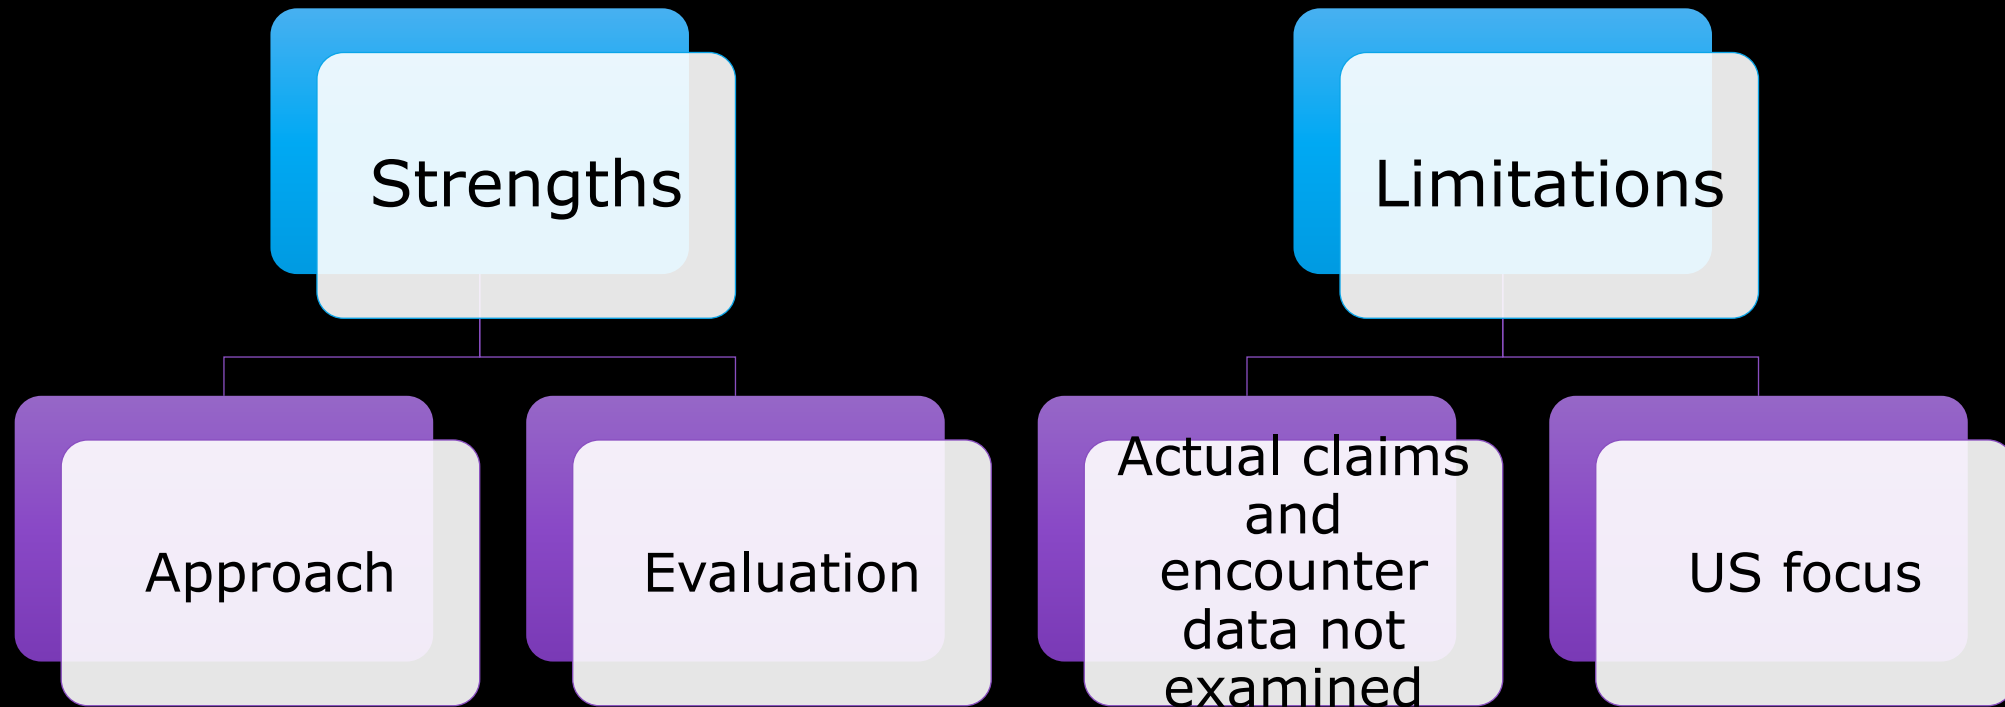 Strengths
Limitations
Approach
Evaluation
Actual claims
and
encounter
data not
examined
US focus